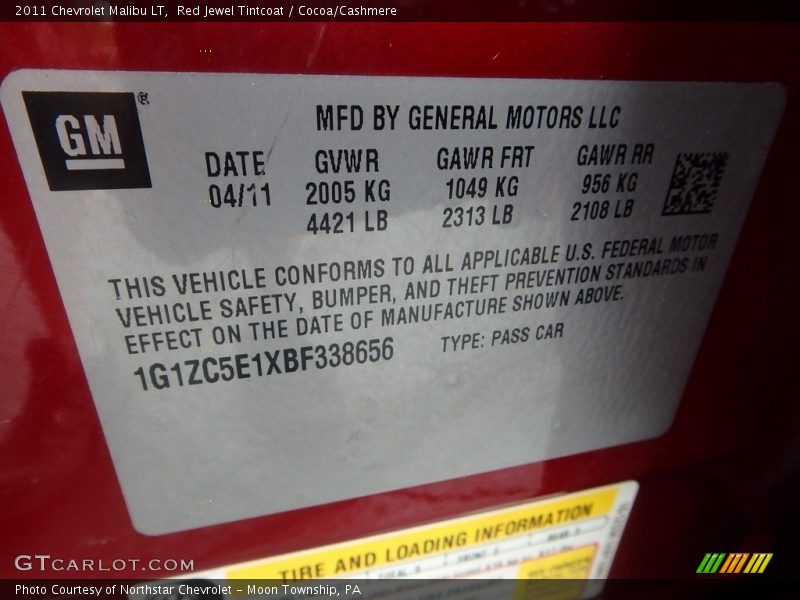 2011 Chevrolet Malibu LT, Red Jewel Tintcoat / Cocoa/Cashmere
GM®
MFD BY GENERAL MOTORS LLC
DATE GVWR GAWR FRT GAWR RR
04/11 2005 KG 1049 KG 956 KG
4421 LB 2313 LB 2108 LB
THIS VEHICLE CONFORMS TO ALL APPLICABLE U.S. FEDERAL MOTOR
VEHICLE SAFETY, BUMPER, AND THEFT PREVENTION STANDARDS IN
EFFECT ON THE DATE OF MANUFACTURE SHOWN ABOVE.
1G1ZC5E1XBF338656 TYPE: PASS CAR
TIRE AND LOADING INFORMATION
GTCARLOT.COM
Photo Courtesy of Northstar Chevrolet - Moon Township, PA